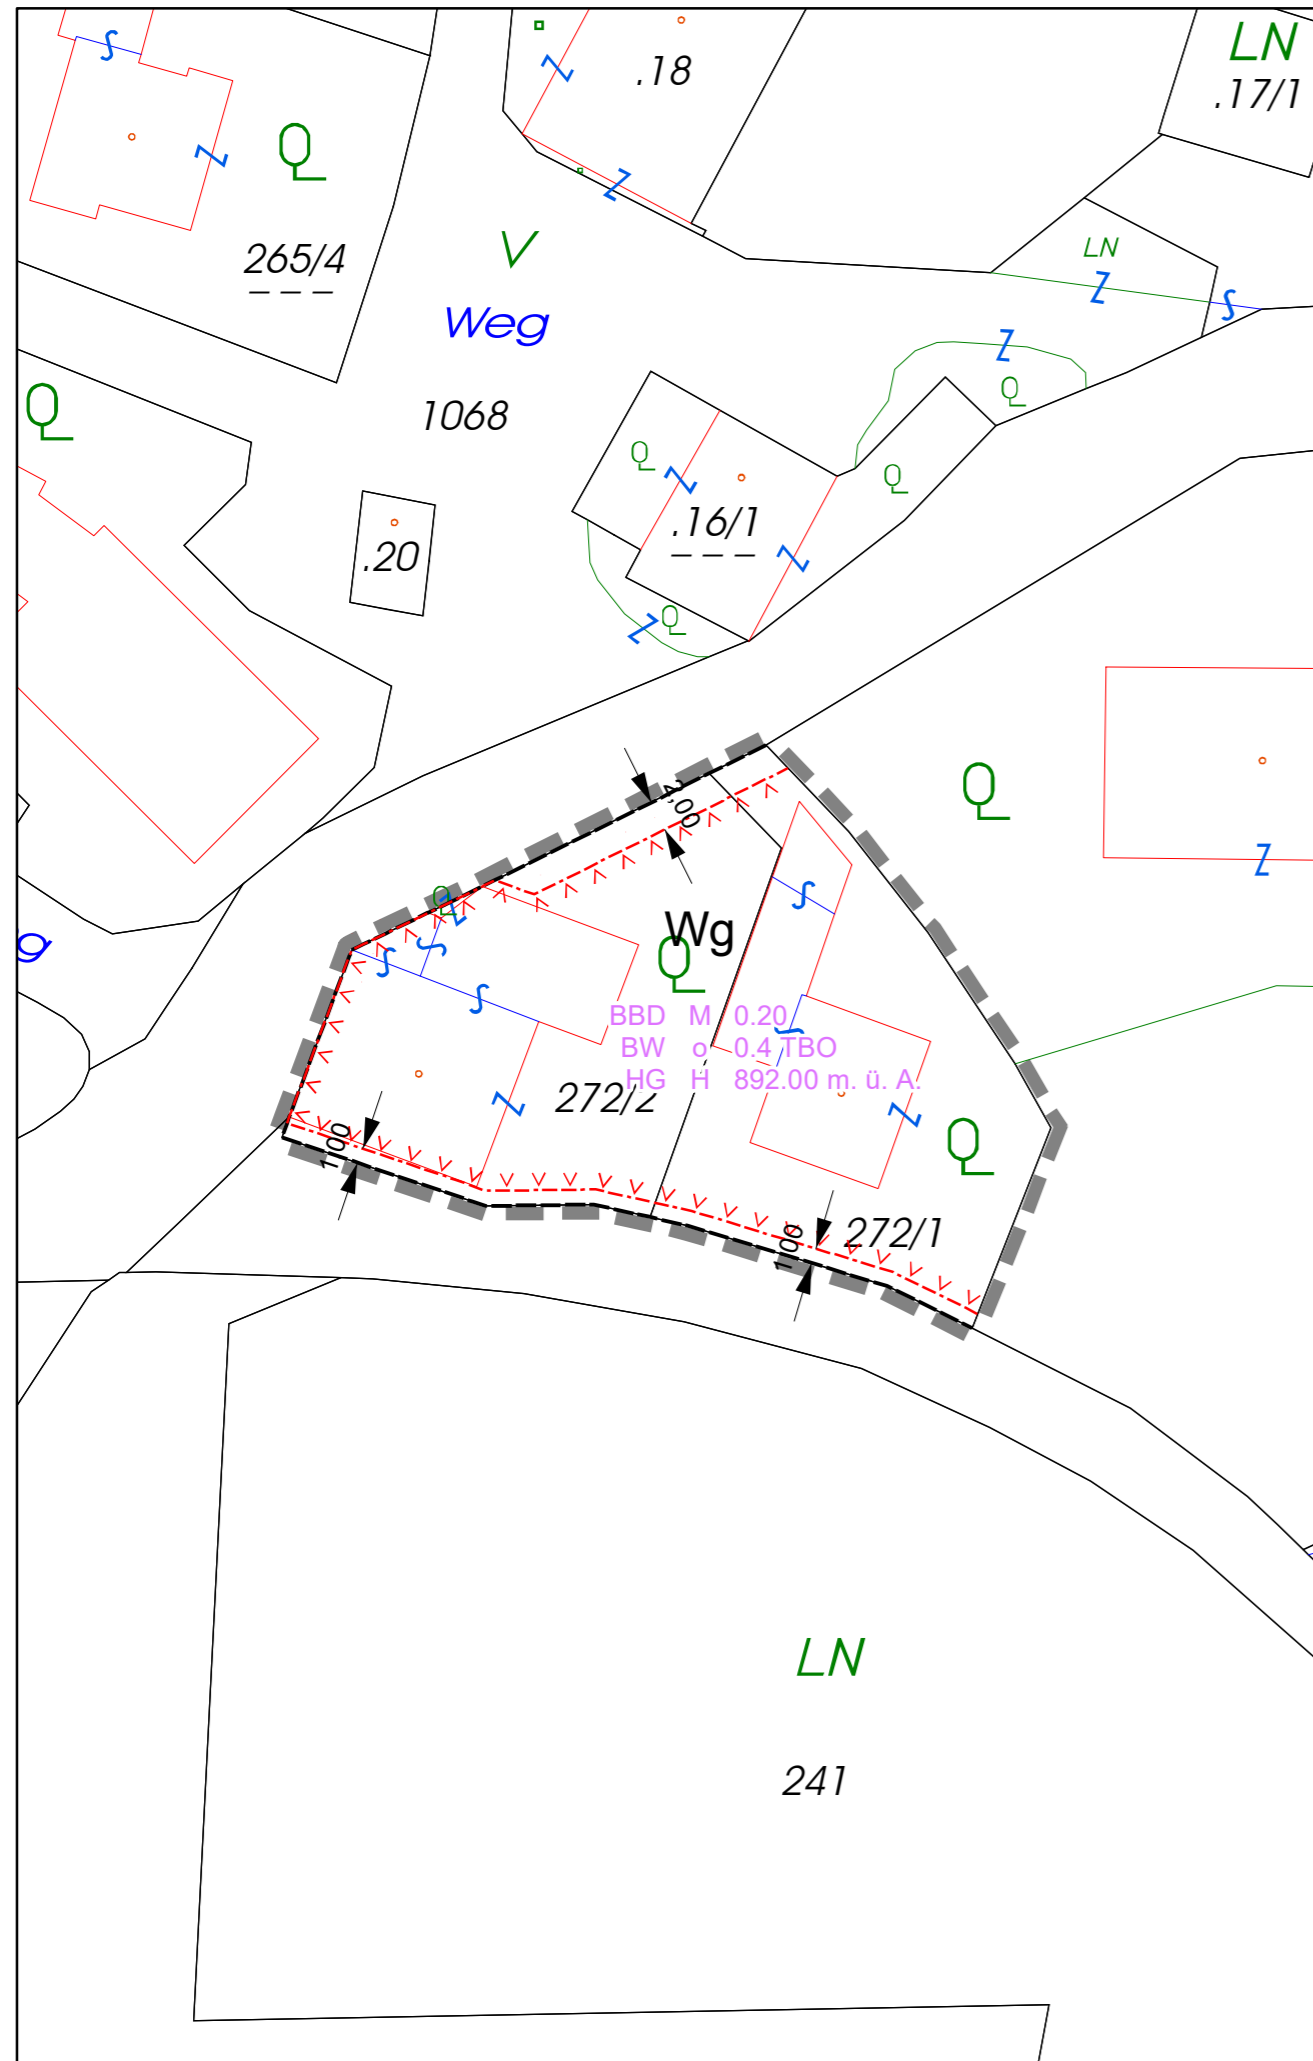 LN
.17/1
.18
265/4
V
LN
Weg
1068
.16/1
.20
2,00
Wg
BBD M 0.20
BW o 0.4 TBO
HG H 892.00 m. ü. A.
272/2
1,00
272/1
1,00
g
LN
241